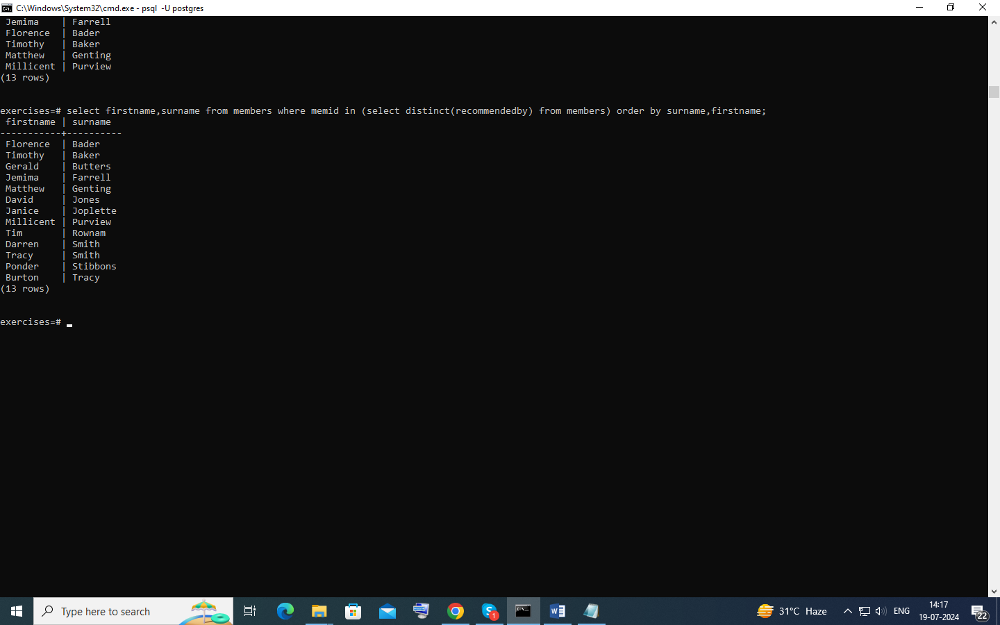 C:\Windows\System32\cmd.exe - psql  -U postgres
 Jemima    | Farrell
 Florence  | Bader
 Timothy   | Baker
 Matthew   | Genting
 Millicent | Purview
(13 rows)
exercises=# select firstname,surname from members where memid in (select distinct(recommendedby) from members) order by surname,firstname;
 firstname | surname
-----------+----------
 Florence  | Bader
 Timothy   | Baker
 Gerald    | Butters
 Jemima    | Farrell
 Matthew   | Genting
 David     | Jones
 Janice    | Joplette
 Millicent | Purview
 Tim       | Rownam
 Darren    | Smith
 Tracy     | Smith
 Ponder    | Stibbons
 Burton    | Tracy
(13 rows)
exercises=#
Type here to search
1
31°C Haze
ENG
14:17
19-07-2024
22